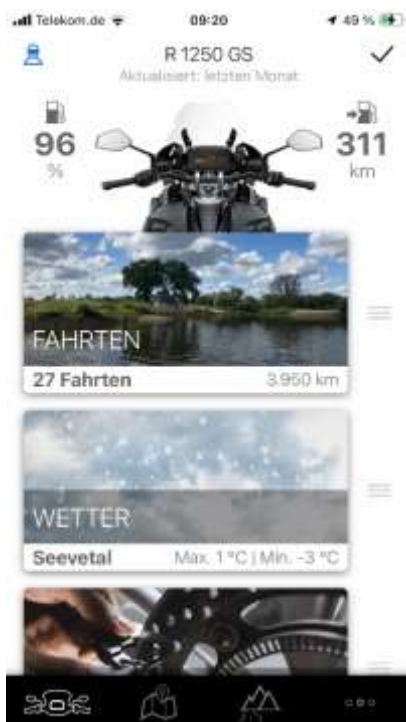 Telekom.de 09:20 49 %
R 1250 GS
Aktualisiert: letzten Monat
96 311
% km
FAHRTEN
27 Fahrten 3.950 km
WETTER
Seevetal Max. 1 °C | Min. -3 °C